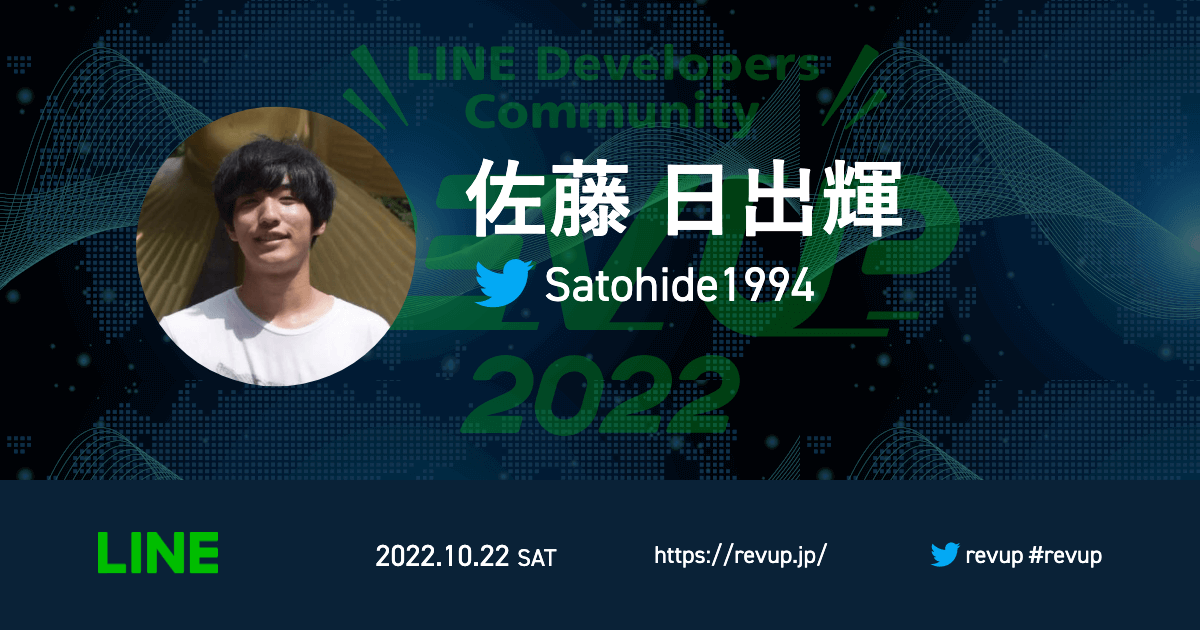 LINE Developers
Community
REVUP
2022
佐藤 日出輝
Satohide1994
LINE
2022.10.22 SAT
https://revup.jp/
revup #revup